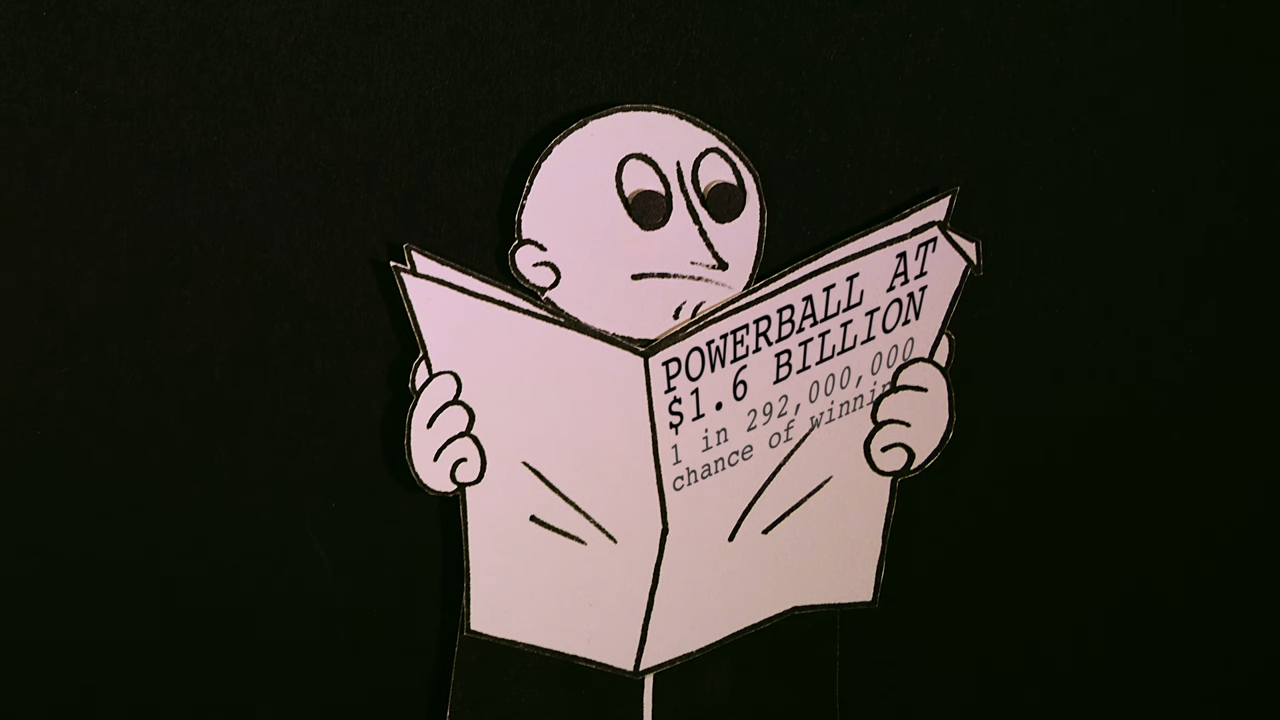 POWERBALL AT
$1.6 BILLION
1 in 292,000,000
chance of